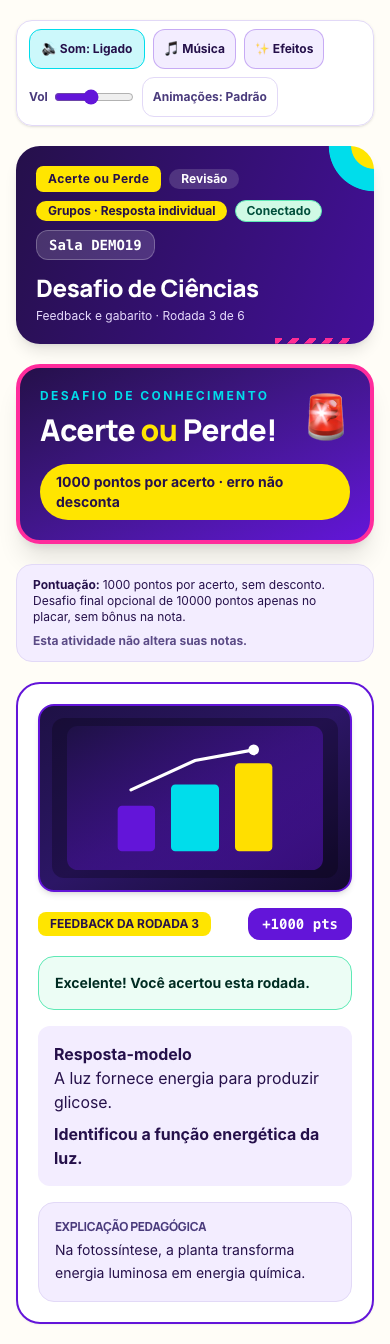 🔊 Som: Ligado
🎵 Música
✨ Efeitos
Vol
Animações: Padrão
Acerte ou Perde
Revisão
Grupos · Resposta individual
Conectado
Sala DEMO19
Desafio de Ciências
Feedback e gabarito · Rodada 3 de 6
DESAFIO DE CONHECIMENTO
Acerte ou Perde!
1000 pontos por acerto · erro não
desconta
Pontuação: 1000 pontos por acerto, sem desconto.
Desafio final opcional de 10000 pontos apenas no
placar, sem bônus na nota.
Esta atividade não altera suas notas.
FEEDBACK DA RODADA 3
+1000 pts
Excelente! Você acertou esta rodada.
Resposta-modelo
A luz fornece energia para produzir
glicose.
Identificou a função energética da
luz.
EXPLICAÇÃO PEDAGÓGICA
Na fotossíntese, a planta transforma
energia luminosa em energia química.